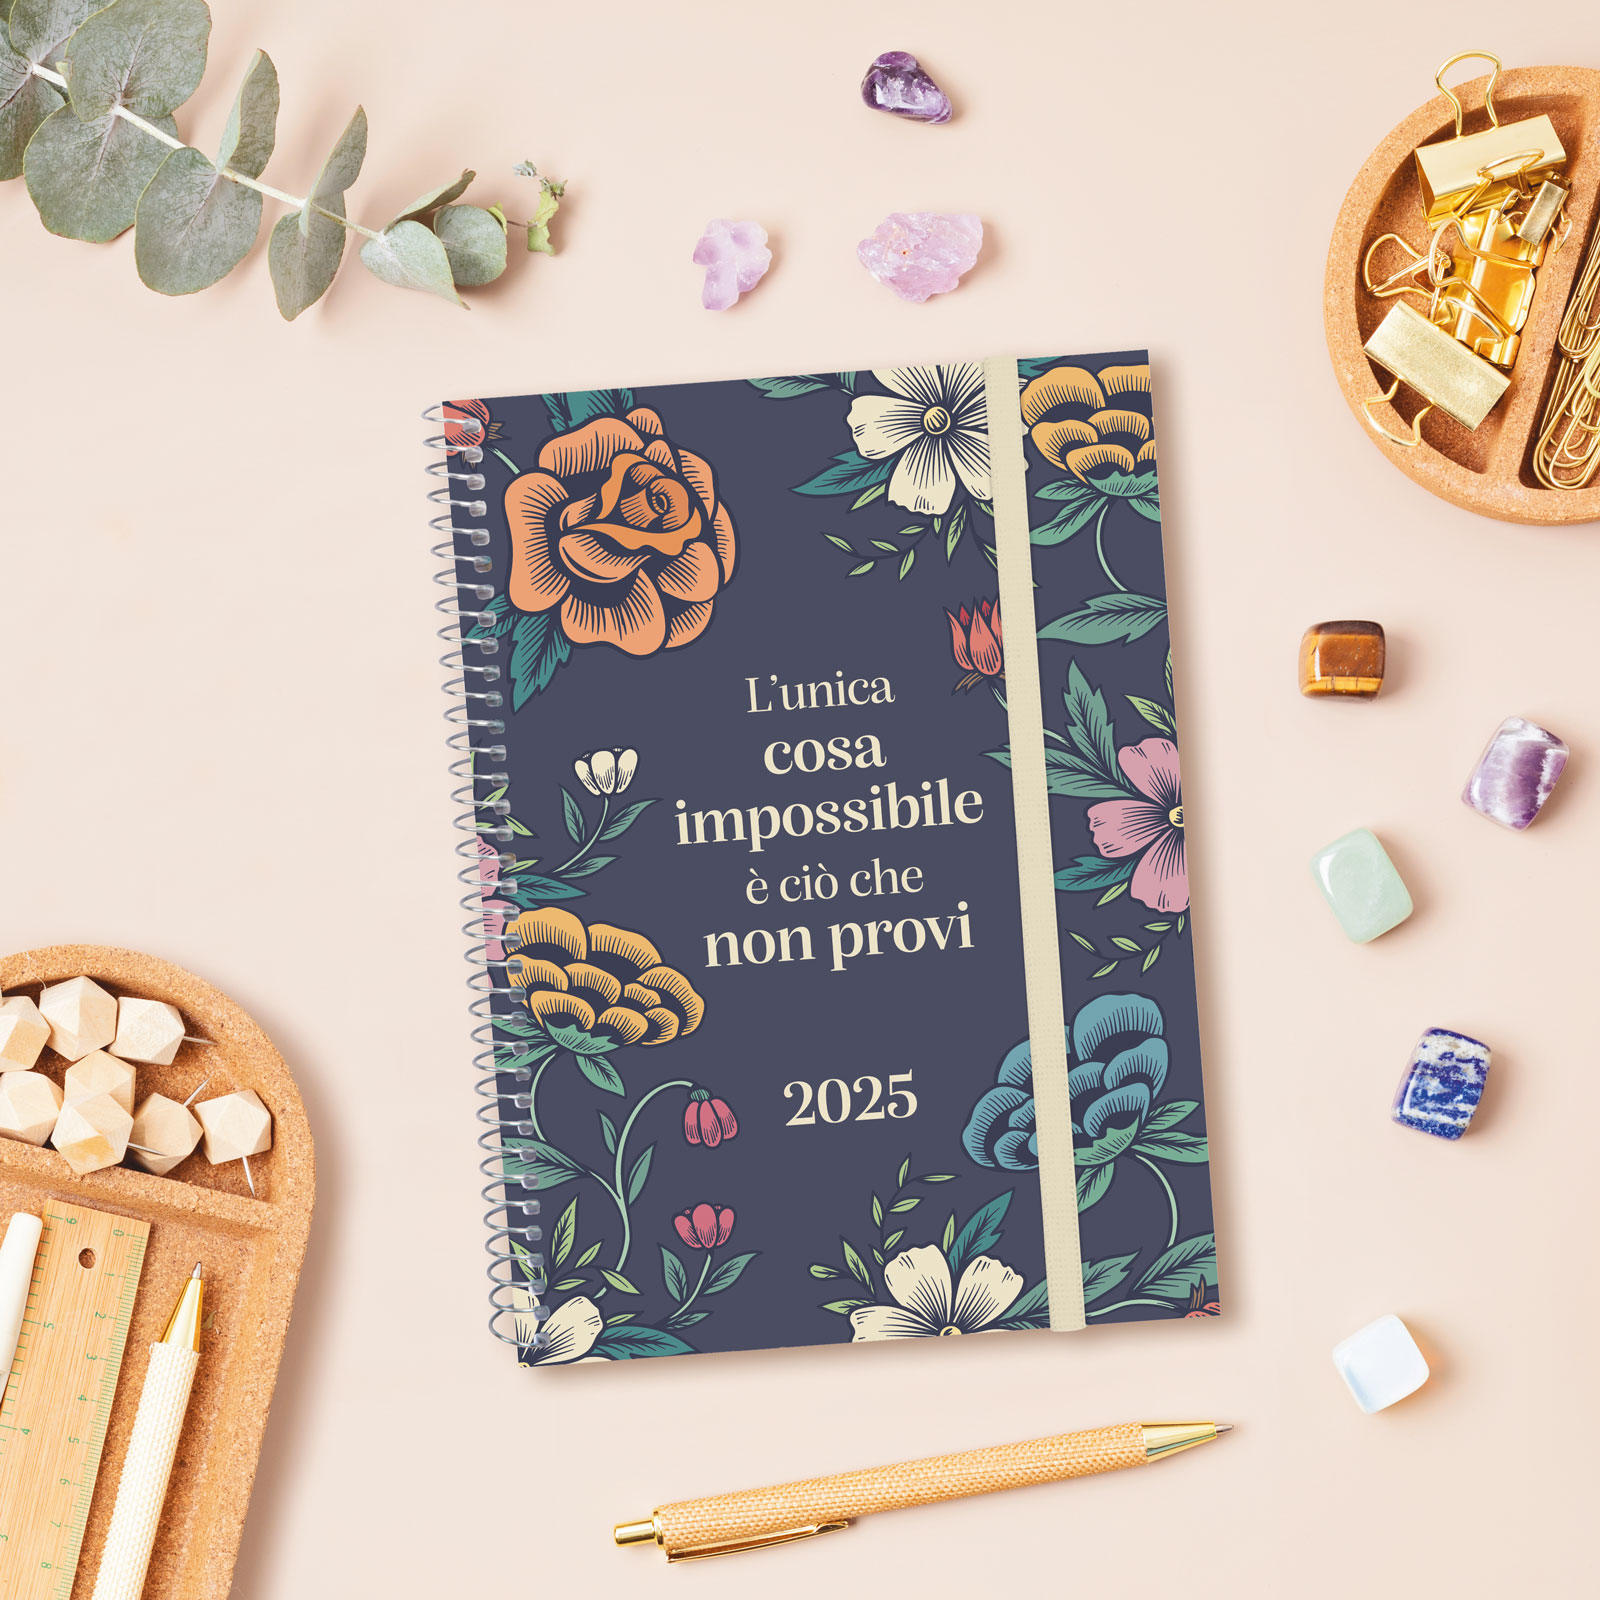 L'unica
cosa
impossibile
è ciò che
non provi
2025